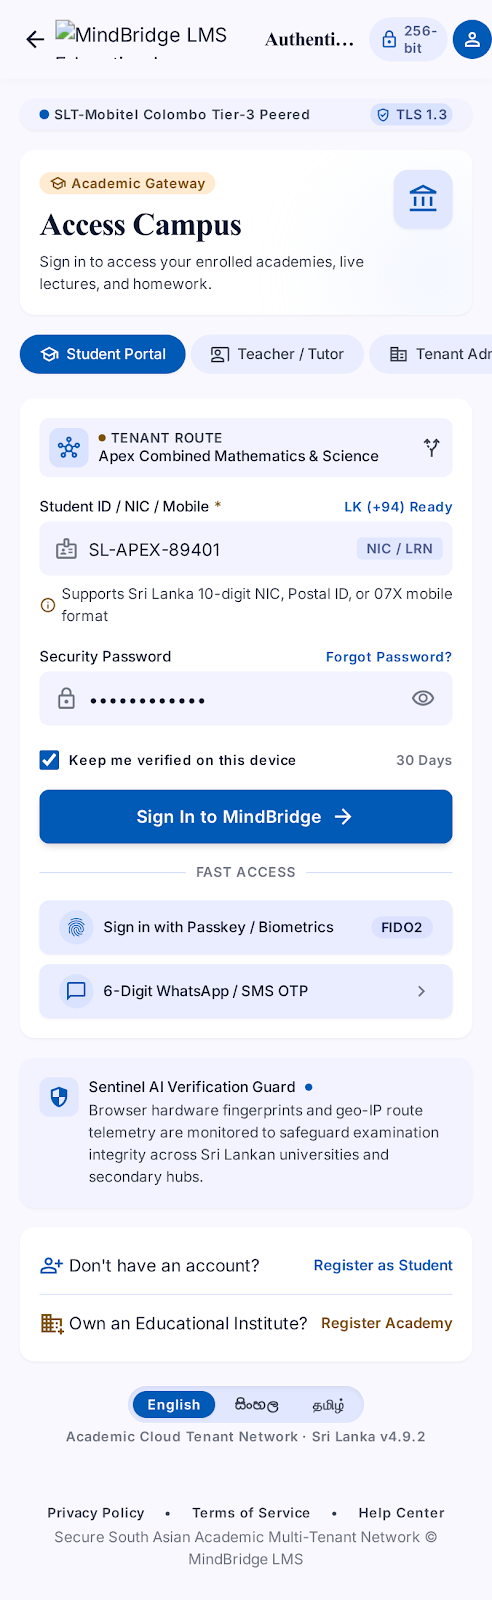 MindBridge LMS
Authenti...
256-
bit
SLT-Mobitel Colombo Tier-3 Peered
TLS 1.3
Academic Gateway
Access Campus
Sign in to access your enrolled academies, live
lectures, and homework.
Student Portal
Teacher / Tutor
Tenant Adr
TENANT ROUTE
Apex Combined Mathematics & Science
Student ID / NIC / Mobile *
LK (+94) Ready
SL-APEX-89401
NIC / LRN
Supports Sri Lanka 10-digit NIC, Postal ID, or 07X mobile
format
Security Password
Forgot Password?
••••••••••••
Keep me verified on this device
30 Days
Sign In to MindBridge
FAST ACCESS
Sign in with Passkey / Biometrics
FIDO2
6-Digit WhatsApp / SMS OTP
Sentinel AI Verification Guard
Browser hardware fingerprints and geo-IP route
telemetry are monitored to safeguard examination
integrity across Sri Lankan universities and
secondary hubs.
Don't have an account?
Register as Student
Own an Educational Institute?
Register Academy
English
සිංහල
தமிழ்
Academic Cloud Tenant Network · Sri Lanka v4.9.2
Privacy Policy • Terms of Service • Help Center
Secure South Asian Academic Multi-Tenant Network ©
MindBridge LMS